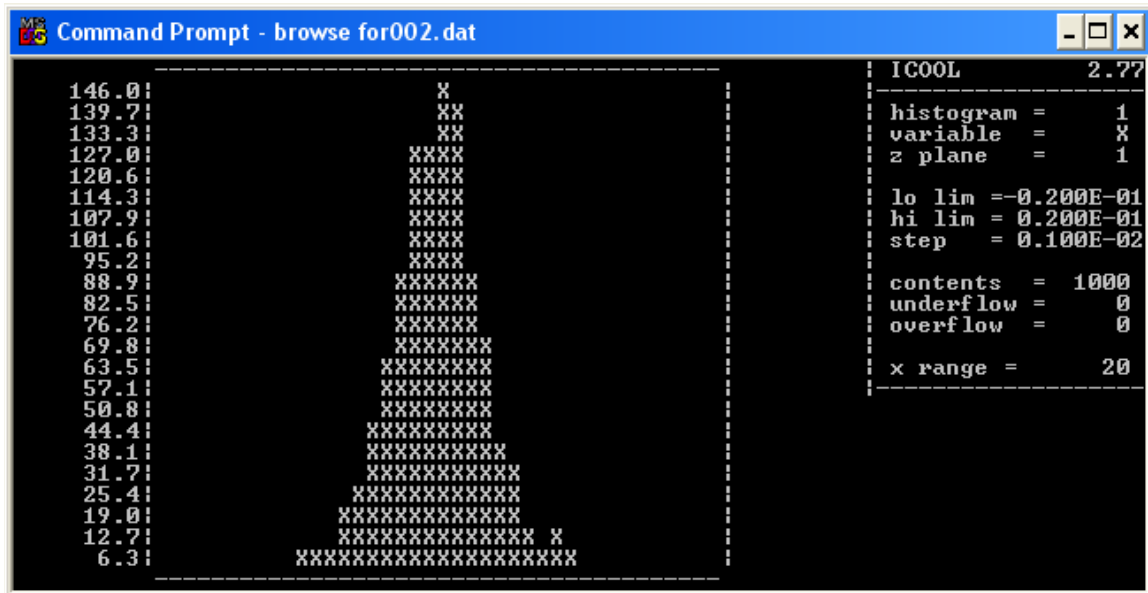 Command Prompt - browse for002.dat
---------------------------------------- | ICOOL 2.77
146.0| X | |-------------------
139.7| XX | | histogram = 1
133.3| XX | | variable = X
127.0| XXXX | | z plane = 1
120.6| XXXX | |
114.3| XXXX | | lo lim =-0.200E-01
107.9| XXXX | | hi lim = 0.200E-01
101.6| XXXX | | step = 0.100E-02
95.2| XXXX | |
88.9| XXXXXX | | contents = 1000
82.5| XXXXXX | | underflow = 0
76.2| XXXXXX | | overflow = 0
69.8| XXXXXXX | |
63.5| XXXXXXXX | | x range = 20
57.1| XXXXXXXX | |-------------------
50.8| XXXXXXXX |
44.4| XXXXXXXXX |
38.1| XXXXXXXXXX |
31.7| XXXXXXXXXXX |
25.4| XXXXXXXXXXXX |
19.0| XXXXXXXXXXXXX |
12.7| XXXXXXXXXXXXXX X |
6.3| XXXXXXXXXXXXXXXXXXXX |
----------------------------------------